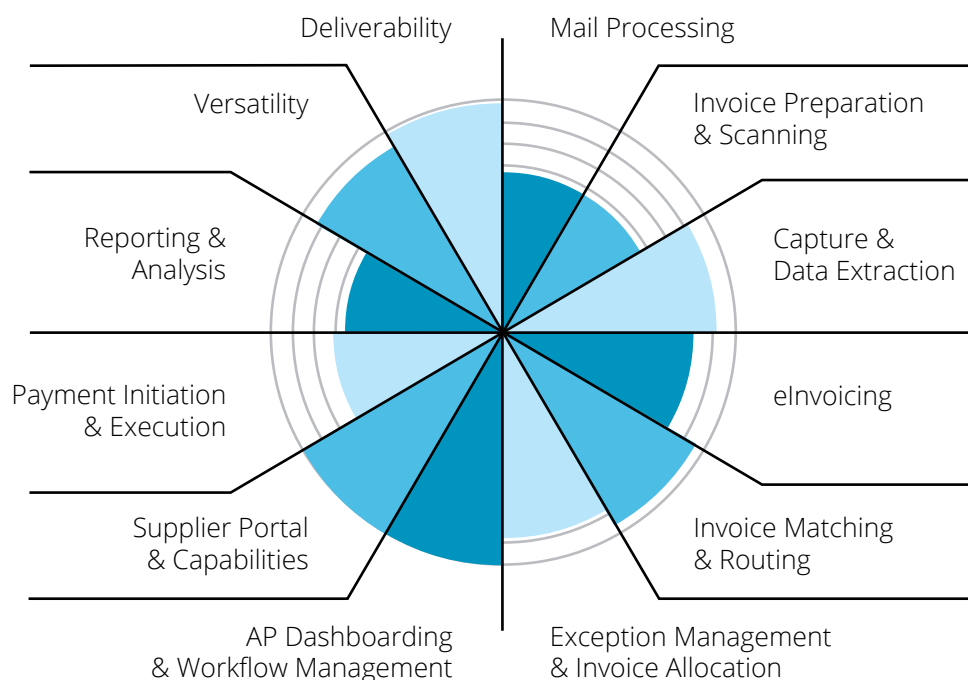 Deliverability
Mail Processing
Versatility
Invoice Preparation
& Scanning
Reporting &
Analysis
Capture &
Data Extraction
Payment Initiation
& Execution
eInvoicing
Supplier Portal
& Capabilities
Invoice Matching
& Routing
AP Dashboarding
& Workflow Management
Exception Management
& Invoice Allocation